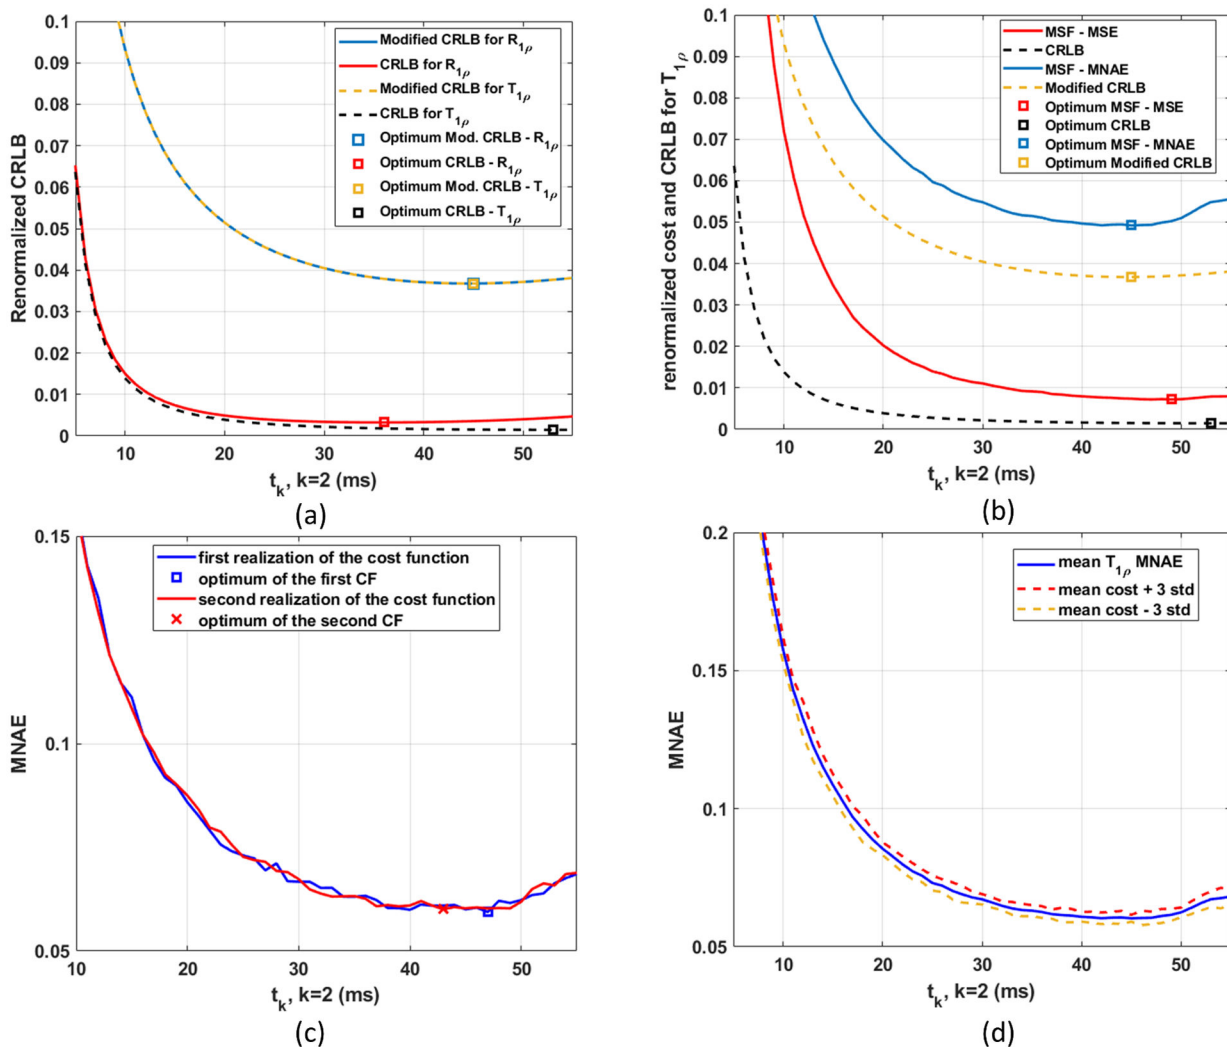 0.1
0.09
0.08
0.07
0.06
0.05
0.04
0.03
0.02
0.01
0
Renormalized CRLB
Modified CRLB for R1ρ
CRLB for R1ρ
Modified CRLB for T1ρ
CRLB for T1ρ
Optimum Mod. CRLB - R1ρ
Optimum CRLB - R1ρ
Optimum Mod. CRLB - T1ρ
Optimum CRLB - T1ρ
10 20 30 40 50
tk, k=2 (ms)
(a)
0.1
0.09
0.08
0.07
0.06
0.05
0.04
0.03
0.02
0.01
0
renormalized cost and CRLB for T1ρ
MSF - MSE
CRLB
MSF - MNAE
Modified CRLB
Optimum MSF - MSE
Optimum CRLB
Optimum MSF - MNAE
Optimum Modified CRLB
10 20 30 40 50
tk, k=2 (ms)
(b)
0.15
0.1
0.05
MNAE
first realization of the cost function
optimum of the first CF
second realization of the cost function
optimum of the second CF
10 20 30 40 50
tk, k=2 (ms)
(c)
0.2
0.15
0.1
0.05
MNAE
mean T1ρ MNAE
mean cost + 3 std
mean cost - 3 std
10 20 30 40 50
tk, k=2 (ms)
(d)